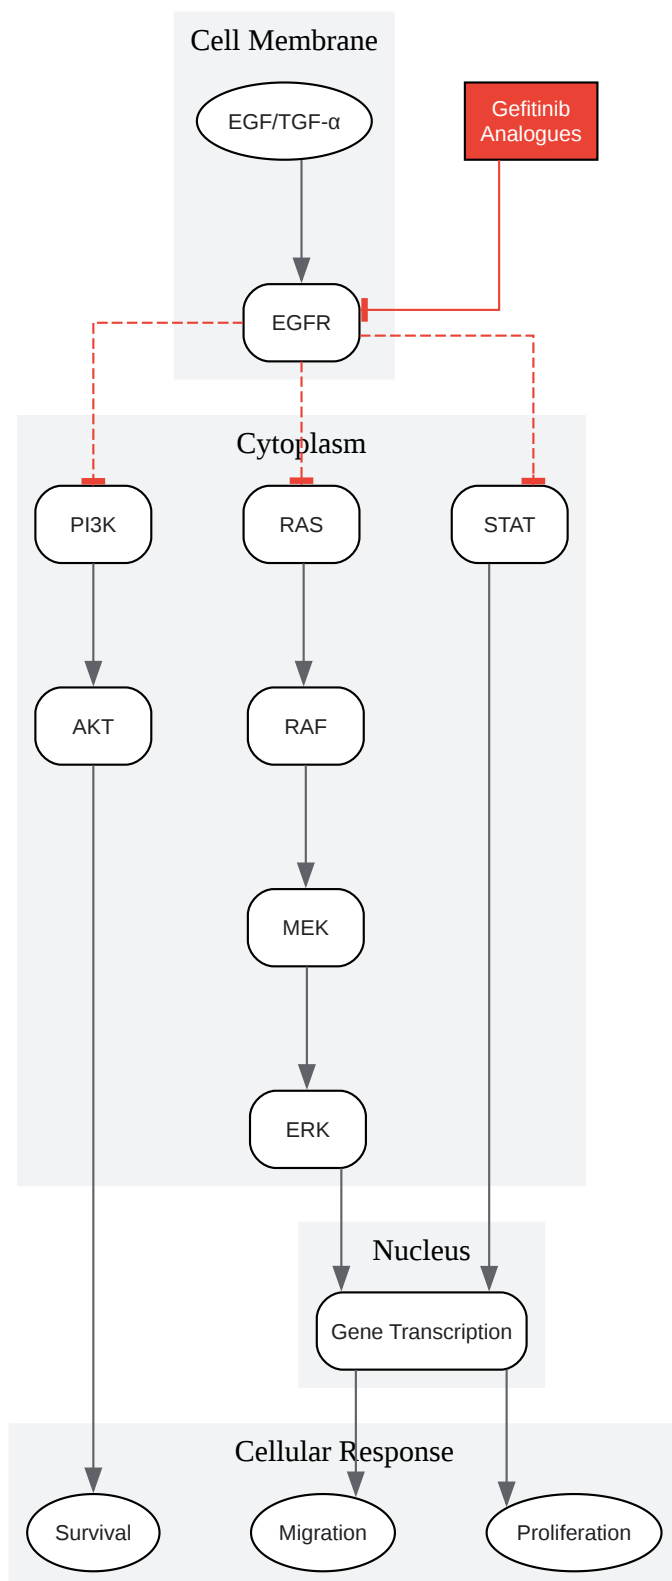 Cell Membrane
EGF/TGF-α
Gefitinib
Analogues
EGFR
Cytoplasm
PI3K
RAS
STAT
AKT
RAF
MEK
ERK
Nucleus
Gene Transcription
Cellular Response
Survival
Migration
Proliferation